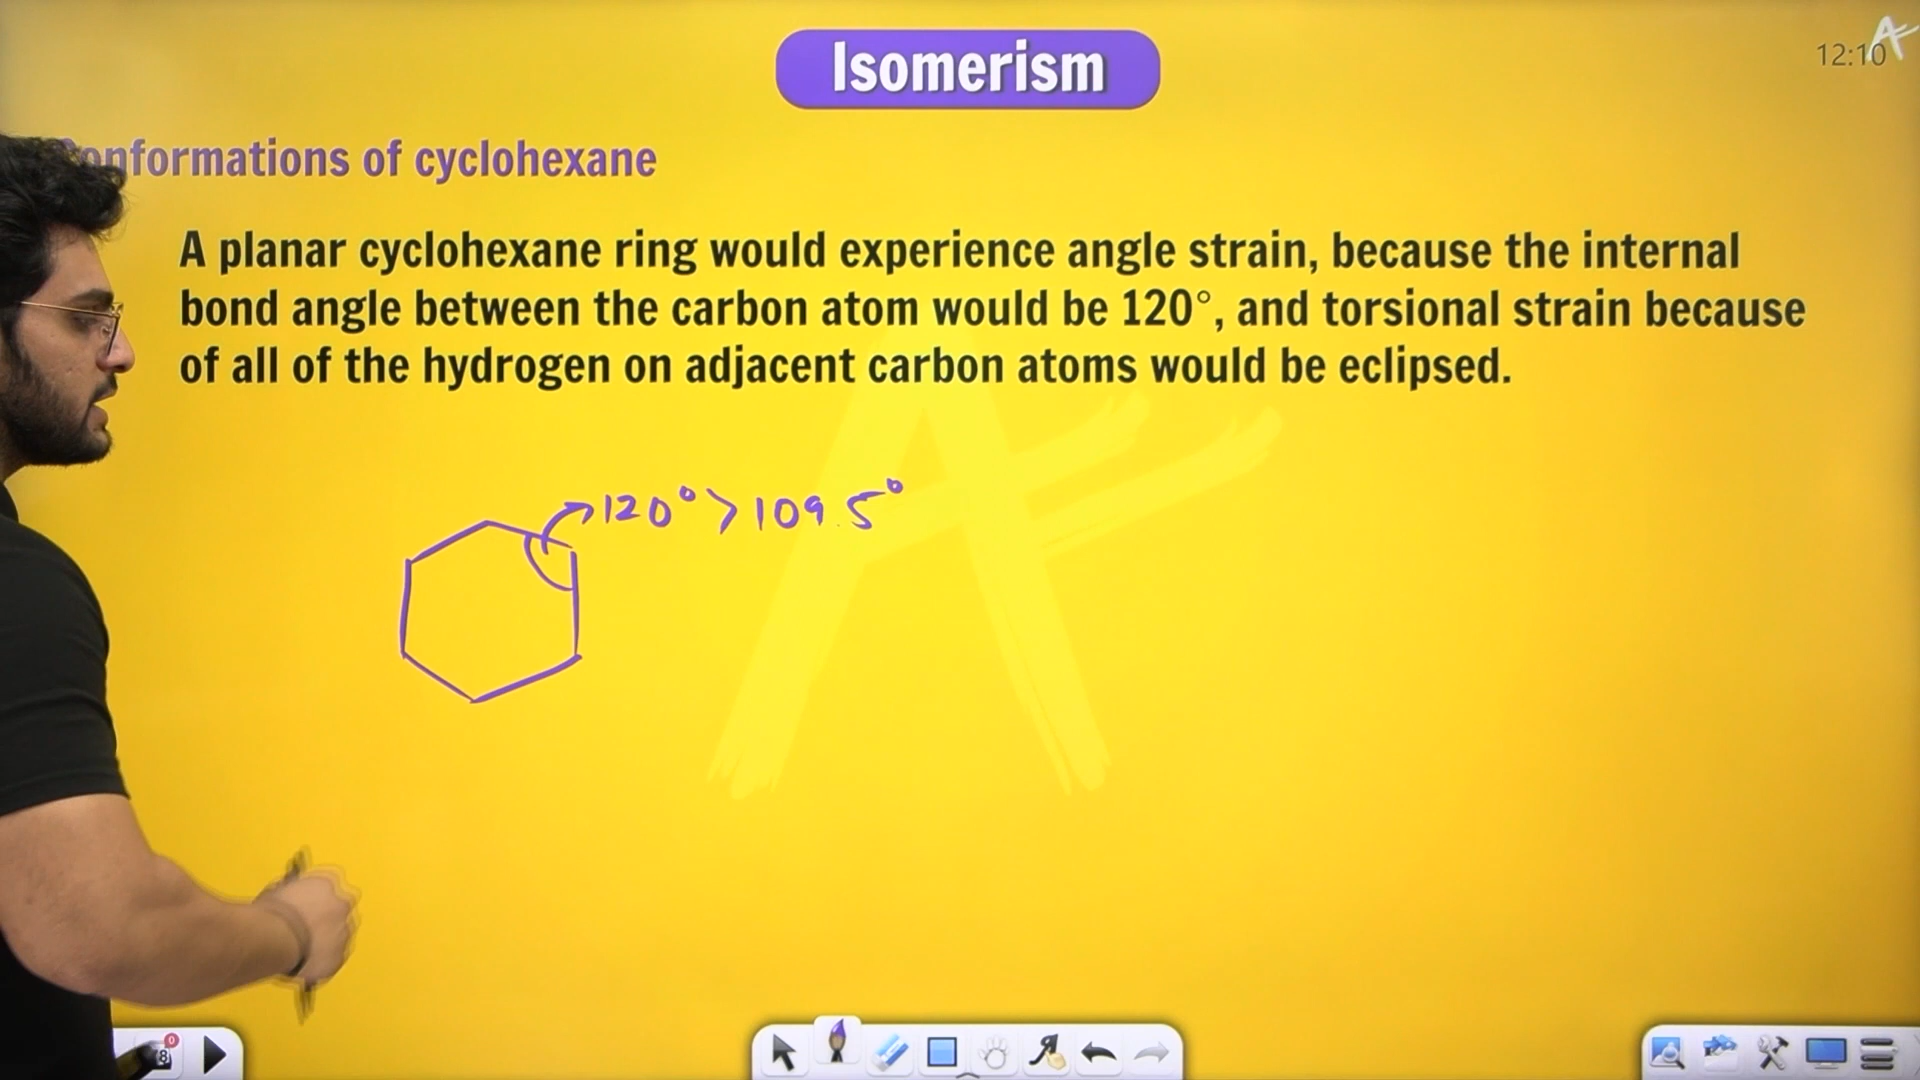 Isomerism
12:10
Conformations of cyclohexane
A planar cyclohexane ring would experience angle strain, because the internal
bond angle between the carbon atom would be 120°, and torsional strain because
of all of the hydrogen on adjacent carbon atoms would be eclipsed.
120° > 109.5°
0